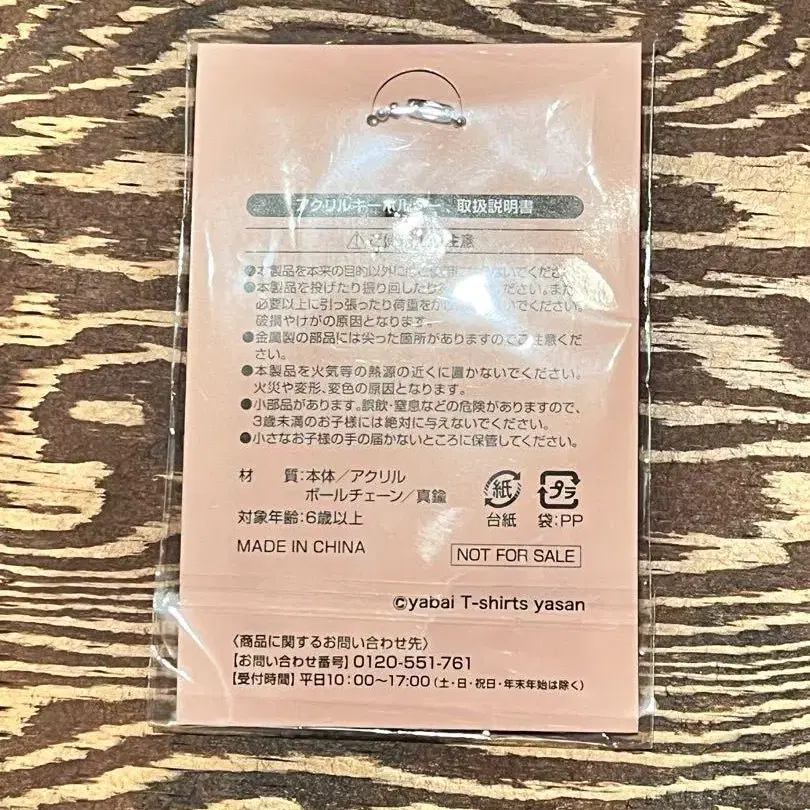 アクリルキーホルダー 取扱説明書
ご使用上の注意
●本製品を本来の目的以外には使用しないでください。
●本製品を投げたり振り回したりしないでください。また
必要以上に引っ張ったり荷重をかけないでください。
破損やけがの原因となります。
●金属製の部品には尖った箇所がありますのでご注意くだ
さい。
●本製品を火気等の熱源の近くに置かないでください。
火災や変形、変色の原因となります。
●小部品があります。誤飲・窒息などの危険がありますので、
3歳未満のお子様には絶対に与えないでください。
●小さなお子様の手の届かないところに保管してください。
材 質:本体/アクリル
ボールチェーン/真鍮
対象年齢:6歳以上
紙
台紙
プラ
袋:PP
MADE IN CHINA
NOT FOR SALE
©yabai T-shirts yasan
〈商品に関するお問い合わせ先〉
【お問い合わせ番号】0120-551-761
【受付時間】平日10:00～17:00(土・日・祝日・年末年始は除く)